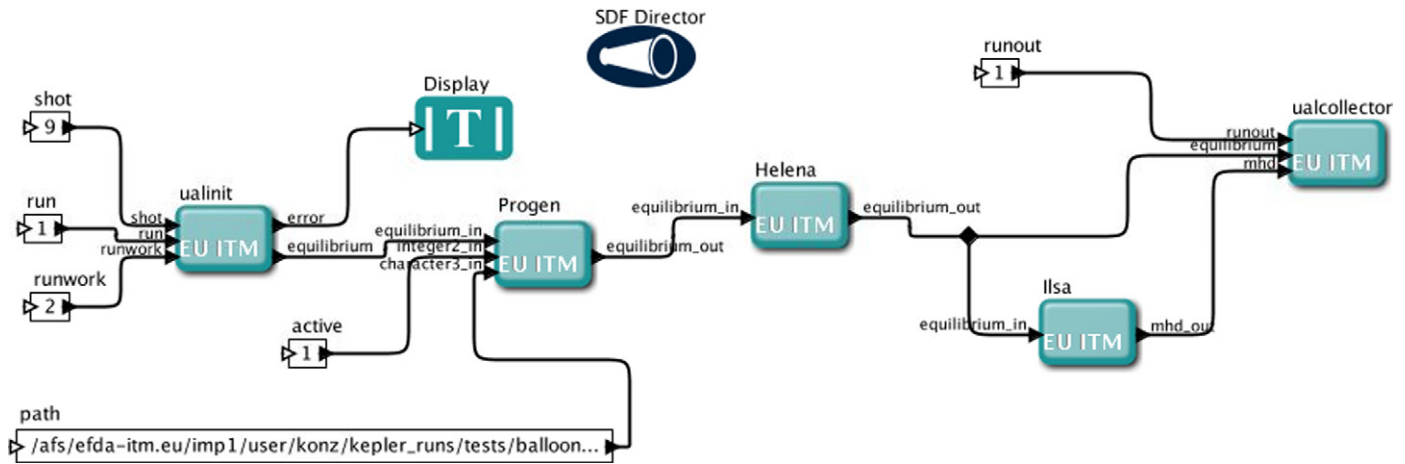 SDF Director
runout
1
shot
9
Display
T
ualcollector
runout
equilibrium
mhd
EU ITM
Helena
EU ITM
equilibrium_in
equilibrium_out
ualinit
shot
run
runwork
EU ITM
error
equilibrium
run
1
runwork
2
Progen
equilibrium_in
integer2_in
character3_in
EU ITM
equilibrium_out
active
1
Ilsa
equilibrium_in
EU ITM
mhd_out
path
/afs/efda-itm.eu/imp1/user/konz/kepler_runs/tests/balloon...